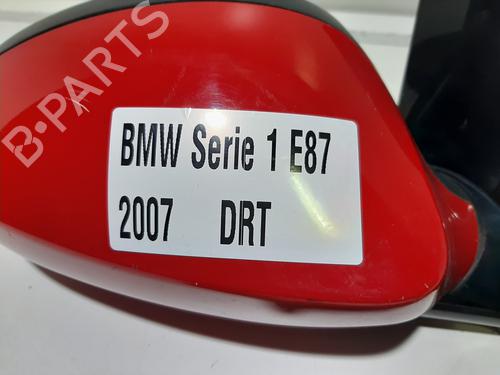 B-PARTS
BMW Serie 1 E87
2007 DRT